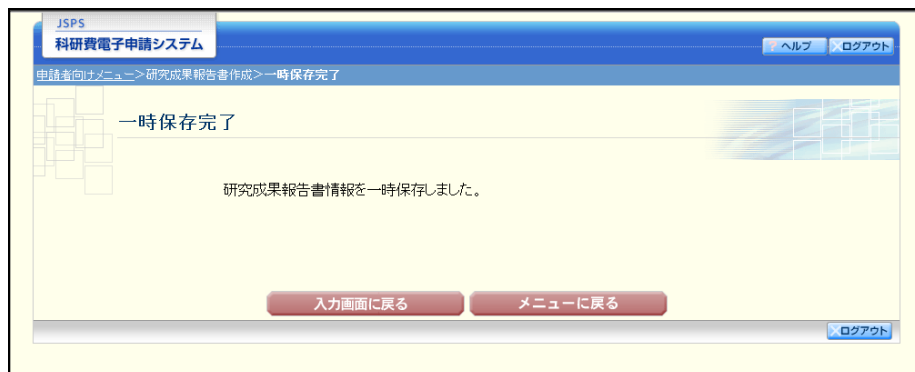 JSPS
科研費電子申請システム
? ヘルプ
ログアウト
申請者向けメニュー>研究成果報告書作成>一時保存完了
一時保存完了
研究成果報告書情報を一時保存しました。
入力画面に戻る
メニューに戻る
ログアウト